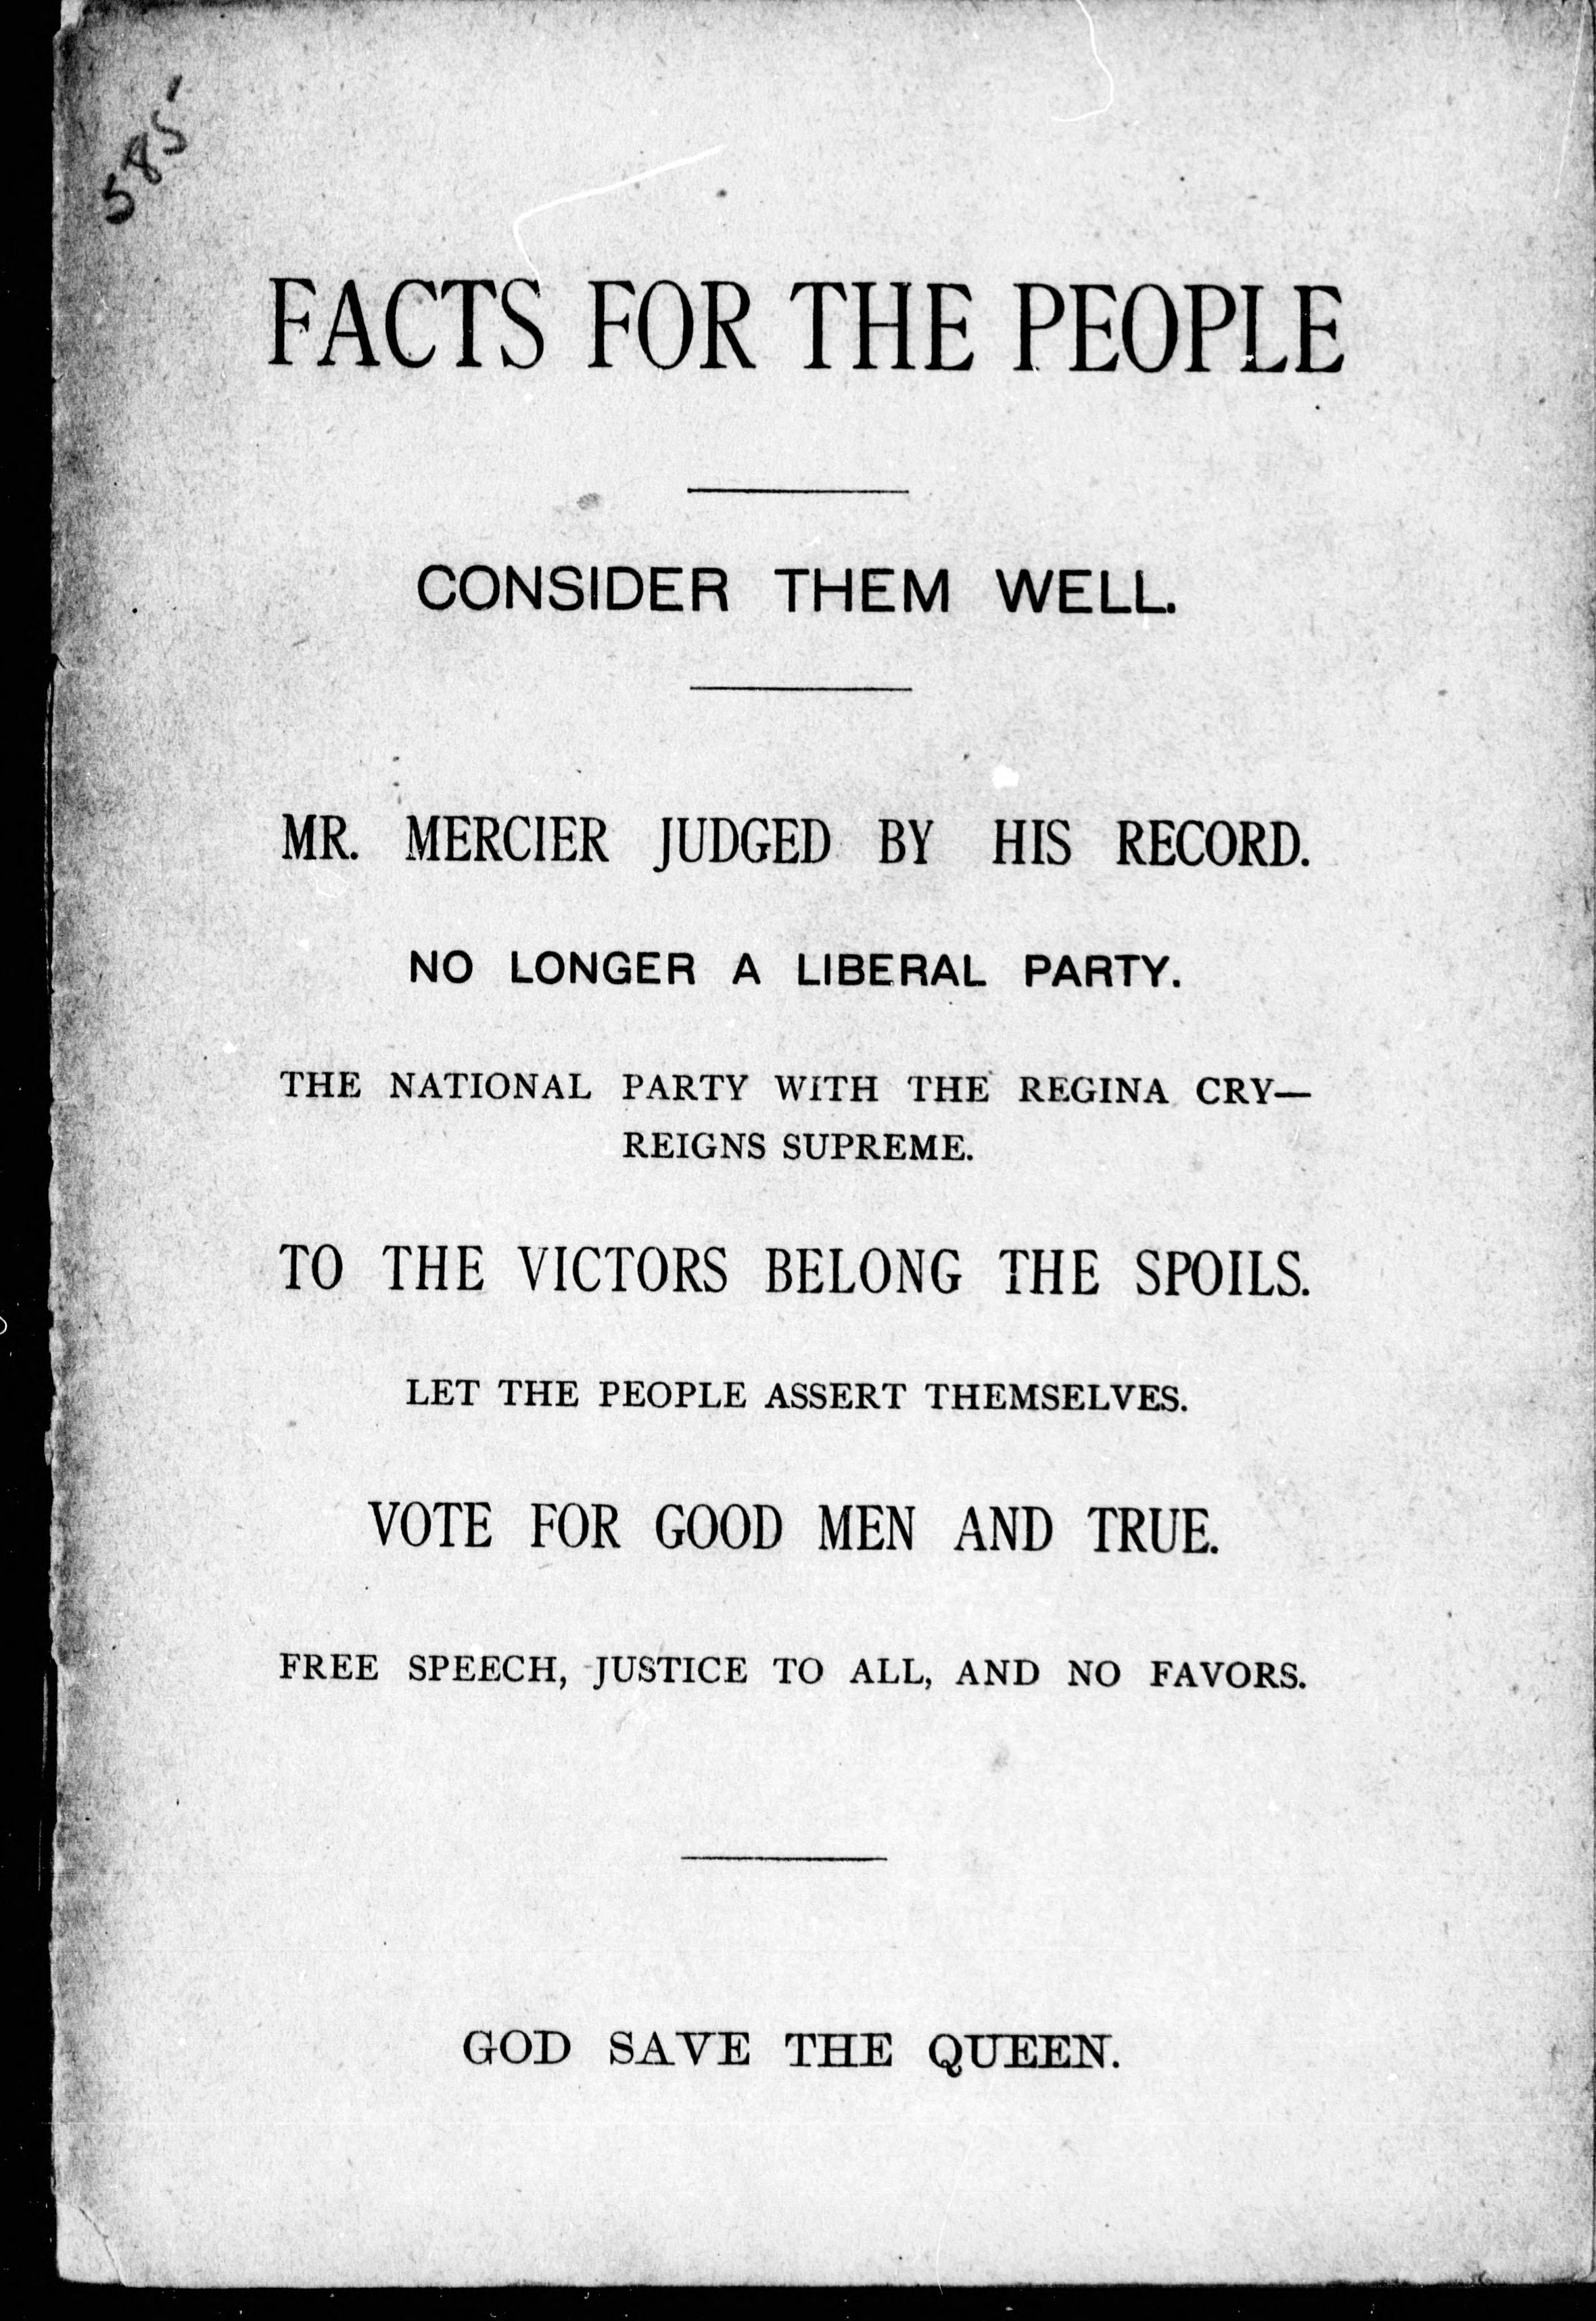 585
FACTS FOR THE PEOPLE
CONSIDER THEM WELL.
MR. MERCIER JUDGED BY HIS RECORD.
NO LONGER A LIBERAL PARTY.
THE NATIONAL PARTY WITH THE REGINA CRY—
REIGNS SUPREME.
TO THE VICTORS BELONG THE SPOILS.
LET THE PEOPLE ASSERT THEMSELVES.
VOTE FOR GOOD MEN AND TRUE.
FREE SPEECH, JUSTICE TO ALL, AND NO FAVORS.
GOD SAVE THE QUEEN.